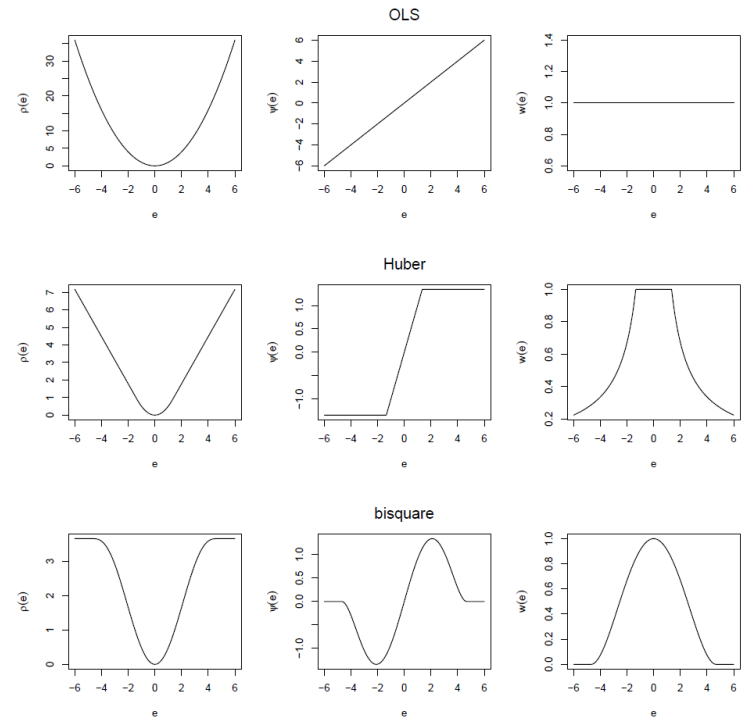 OLS
ρ(e)
0 5 10 20 30
−6 −4 −2 0 2 4 6
e
ψ(e)
−6 −4 −2 0 2 4 6
−6 −4 −2 0 2 4 6
e
w(e)
0.6 0.8 1.0 1.2 1.4
−6 −4 −2 0 2 4 6
e
Huber
ρ(e)
0 1 2 3 4 5 6 7
−6 −4 −2 0 2 4 6
e
ψ(e)
−1.0 0.0 0.5 1.0
−6 −4 −2 0 2 4 6
e
w(e)
0.2 0.4 0.6 0.8 1.0
−6 −4 −2 0 2 4 6
e
bisquare
ρ(e)
0 1 2 3
−6 −4 −2 0 2 4 6
e
ψ(e)
−1.0 0.0 0.5 1.0
−6 −4 −2 0 2 4 6
e
w(e)
0.0 0.2 0.4 0.6 0.8 1.0
−6 −4 −2 0 2 4 6
e